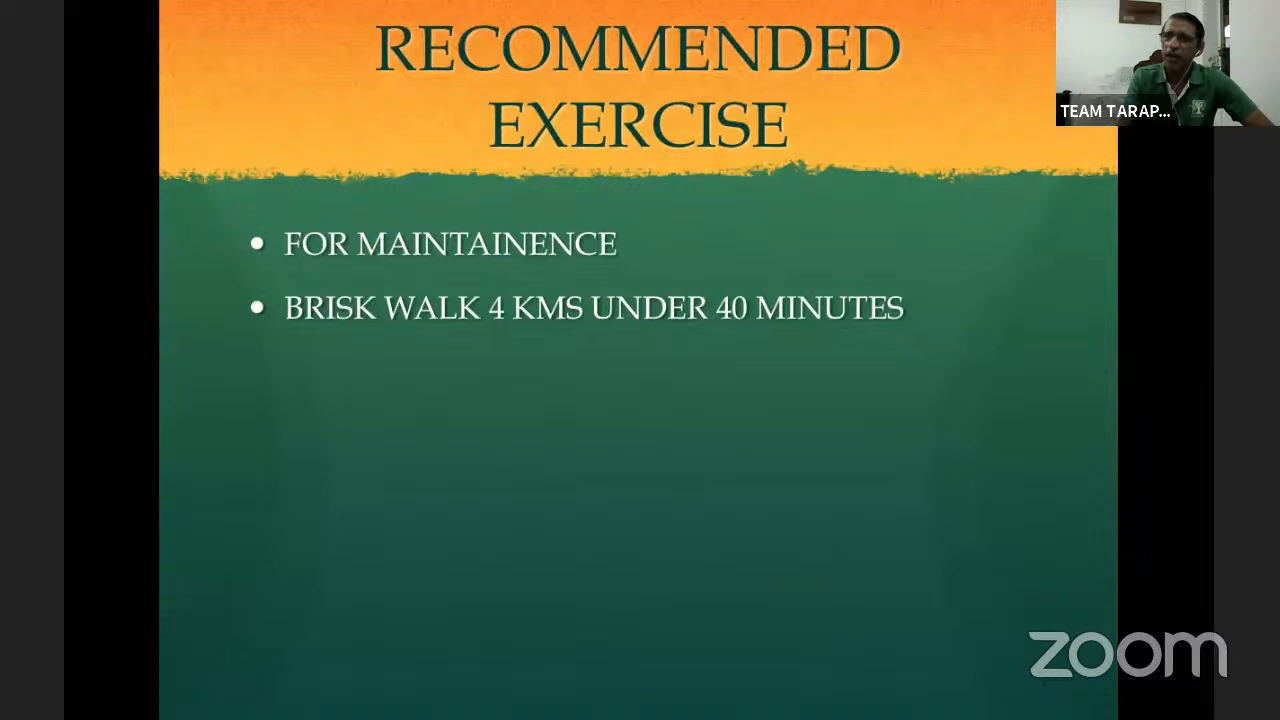 RECOMMENDED
EXERCISE
TEAM TARAP...
• FOR MAINTAINENCE
• BRISK WALK 4 KMS UNDER 40 MINUTES
zoom